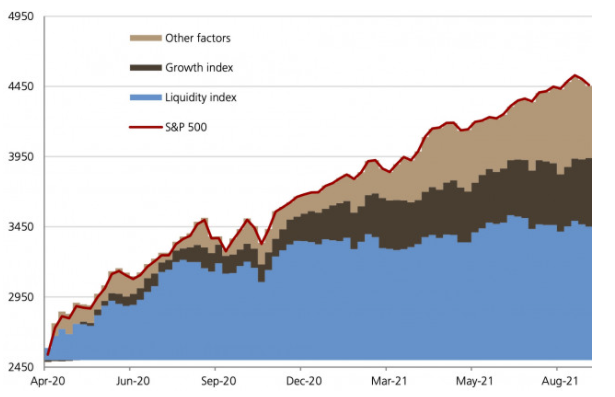 4950
Other factors
Growth index
4450
Liquidity index
S&P 500
3950
3450
2950
2450
Apr-20 Jun-20 Sep-20 Dec-20 Mar-21 May-21 Aug-21